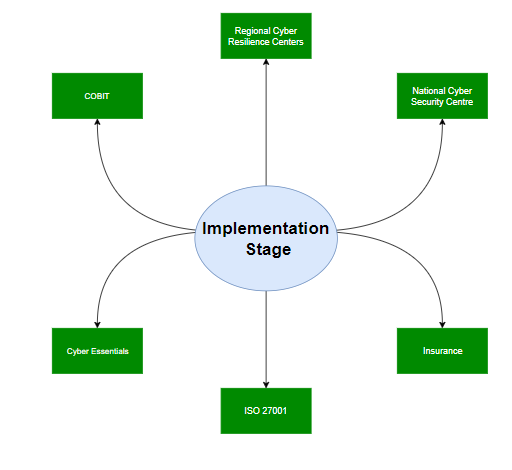 Regional Cyber
Resilience Centers
COBIT
National Cyber
Security Centre
Implementation
Stage
Cyber Essentials
Insurance
ISO 27001